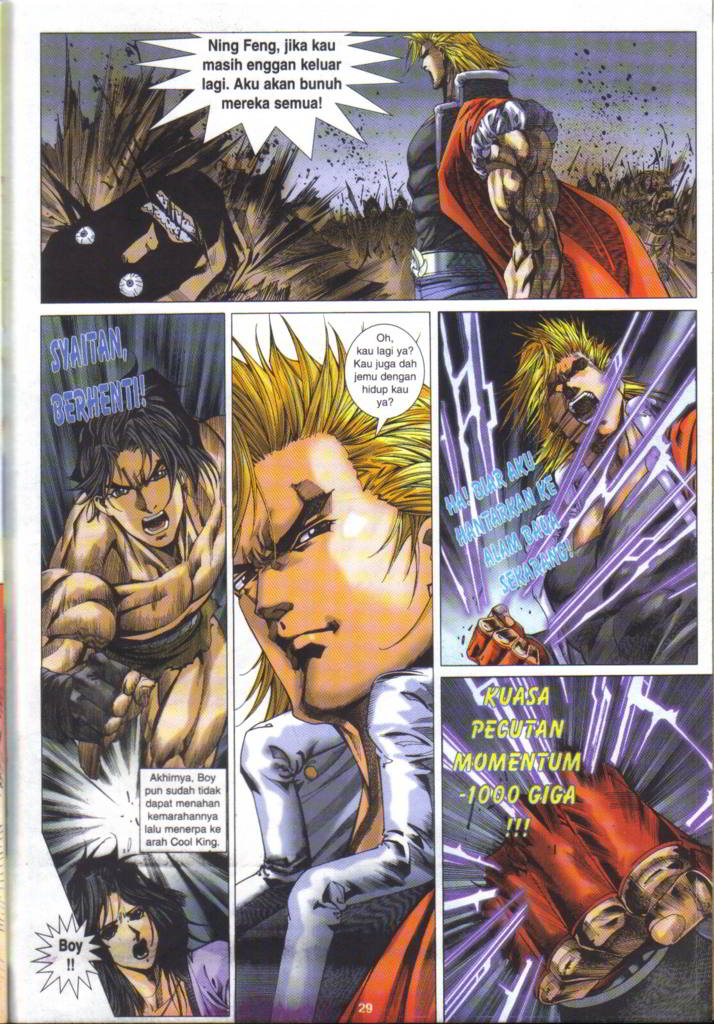 Ning Feng, jika kau
masih enggan keluar
lagi. Aku akan bunuh
mereka semua!
SYAITAN,
BERHENTI!
Akhirnya, Boy
pun sudah tidak
dapat menahan
kemarahannya
lalu menerpa ke
arah Cool King.
Boy
!!
Oh,
kau lagi ya?
Kau juga dah
jemu dengan
hidup kau
ya?
HA! BIAR AKU
HANTARKAN KE
ALAM BAQA
SEKARANG!
KUASA
PECUTAN
MOMENTUM
-1000 GIGA
!!!
29